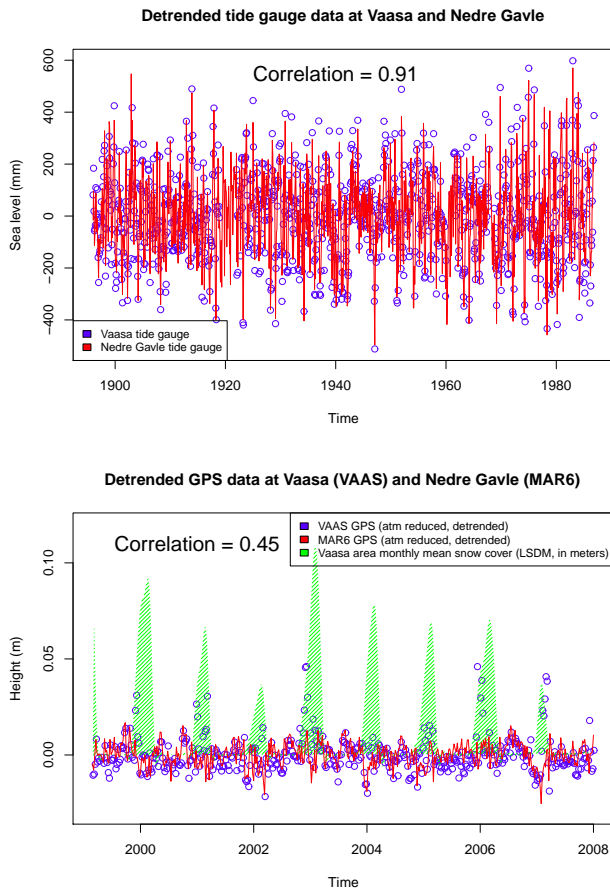 Detrended tide gauge data at Vaasa and Nedre Gavle
Correlation = 0.91
Sea level (mm)
600
400
200
0
−200
−400
Vaasa tide gauge
Nedre Gavle tide gauge
1900
1920
1940
1960
1980
Time
Detrended GPS data at Vaasa (VAAS) and Nedre Gavle (MAR6)
Correlation = 0.45
VAAS GPS (atm reduced, detrended)
MAR6 GPS (atm reduced, detrended)
Vaasa area monthly mean snow cover (LSDM, in meters)
Height (m)
0.10
0.05
0.00
2000
2002
2004
2006
2008
Time